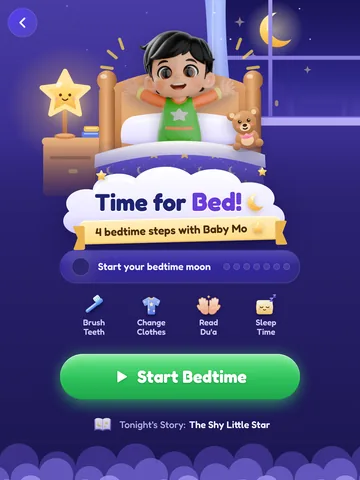 Time for Bed!
4 bedtime steps with Baby Mo
Start your bedtime moon
Brush Teeth
Change Clothes
Read Du'a
Sleep Time
Start Bedtime
Tonight's Story: The Shy Little Star